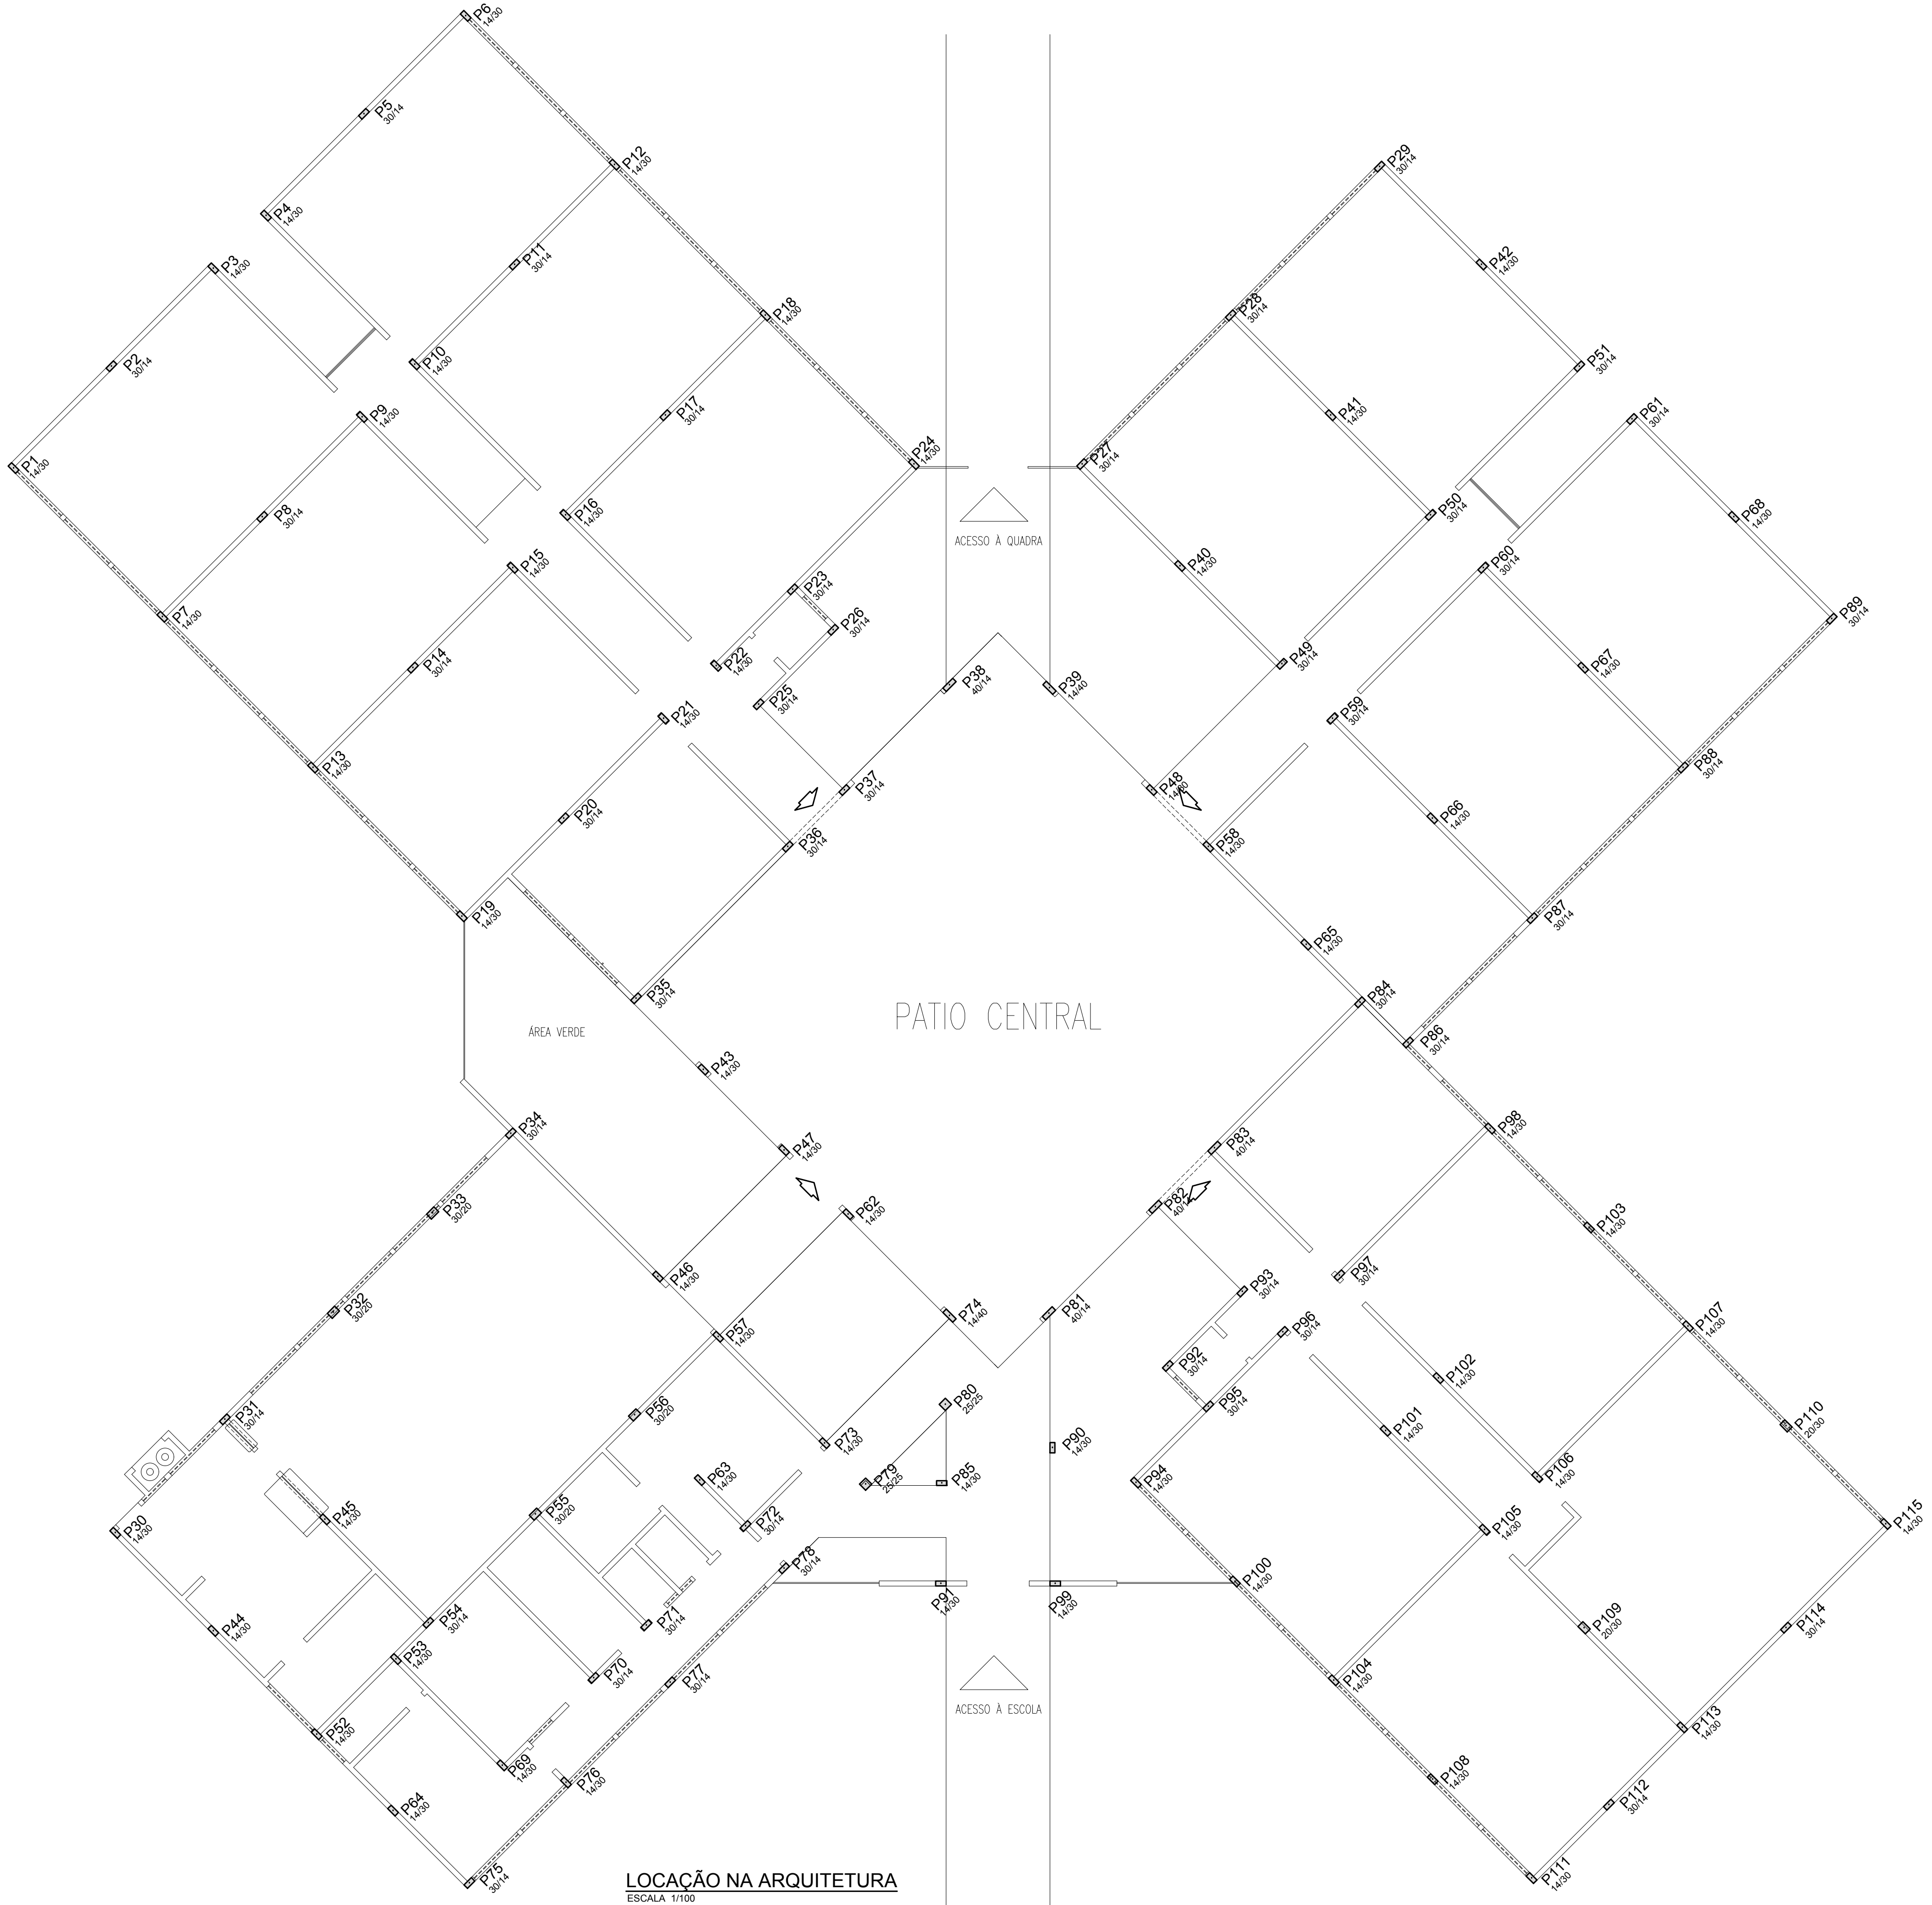 P6
14/30
P5
30/14
P12
14/30
P4
14/30
P11
30/14
P3
14/30
P10
14/30
P18
14/30
P2
30/14
P17
30/14
P9
14/30
P24
14/30
P1
14/30
P8
30/14
P16
14/30
P15
14/30
P23
30/14
P7
14/30
P26
30/14
P14
30/14
P22
14/30
P25
30/14
P21
14/30
P13
14/30
P20
30/14
P37
30/14
P36
30/14
P19
14/30
P35
30/14
P38
40/14
P39
14/40
P29
30/14
P28
30/14
P42
14/30
P51
30/14
P41
14/30
P27
30/14
P61
30/14
P50
30/14
P68
14/30
P40
14/30
P60
30/14
P89
30/14
P49
30/14
P67
14/30
P59
30/14
P88
30/14
P48
14/30
P66
14/30
P58
14/30
P87
30/14
P65
14/30
P84
30/14
P86
30/14
ACESSO À QUADRA
PATIO CENTRAL
ÁREA VERDE
P43
14/30
P47
14/30
P34
30/14
P33
30/20
P62
14/30
P46
14/30
P32
30/20
P57
14/30
P74
14/40
P31
30/14
P56
30/20
P73
14/30
P80
25/25
P63
14/30
P79
25/25
P85
14/30
P90
14/30
P30
14/30
P45
14/30
P55
30/20
P72
30/14
P78
30/14
P44
14/30
P54
30/14
P71
30/14
P91
14/30
P99
14/30
P53
14/30
P70
30/14
P77
30/14
P52
14/30
P69
14/30
P76
14/30
P64
14/30
P75
30/14
P98
14/30
P83
40/14
P82
40/14
P103
14/30
P97
30/14
P93
30/14
P81
40/14
P96
30/14
P107
14/30
P92
30/14
P102
14/30
P95
30/14
P101
14/30
P110
20/30
P94
14/30
P106
14/30
P115
14/30
P105
14/30
P100
14/30
P109
20/30
P114
30/14
P104
14/30
P113
14/30
P108
14/30
P112
30/14
P111
14/30
ACESSO À ESCOLA
LOCAÇÃO NA ARQUITETURA
ESCALA 1/100